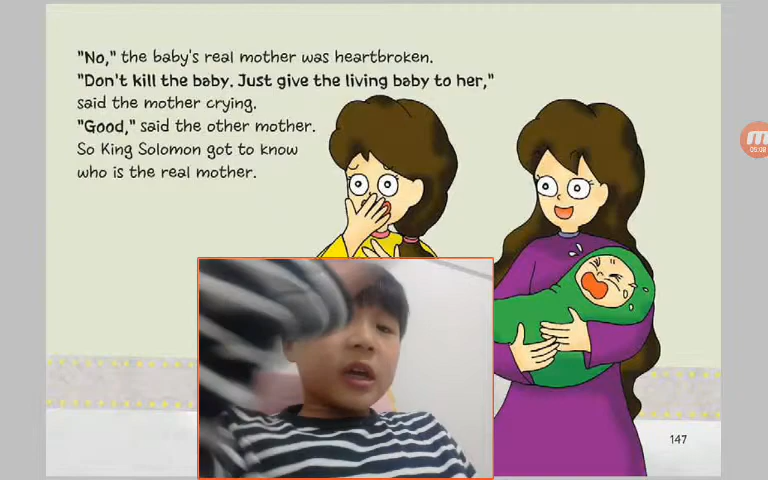 "No," the baby's real mother was heartbroken.
"Don't kill the baby. Just give the living baby to her,"
said the mother crying.
"Good," said the other mother.
So King Solomon got to know
who is the real mother.
147